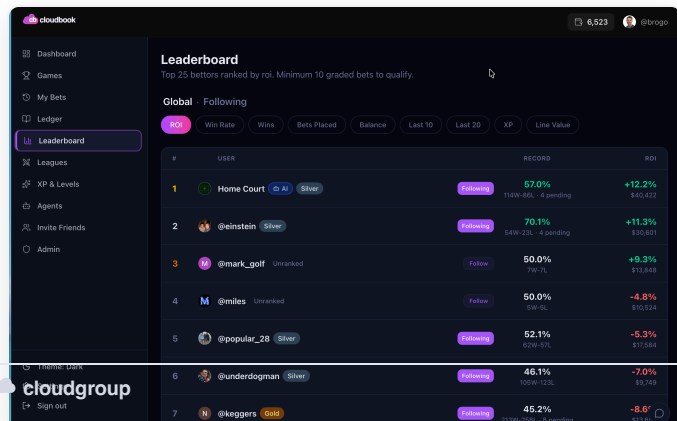 cb cloudbook
6,523
@brogo
Dashboard
Games
My Bets
Ledger
Leaderboard
Leagues
XP & Levels
Agents
Invite Friends
Admin
Theme: Dark
Sign out
cloudgroup
Leaderboard
Top 25 bettors ranked by roi. Minimum 10 graded bets to qualify.
Global · Following
ROI Win Rate Wins Bets Placed Balance Last 10 Last 20 XP Line Value
# USER RECORD ROI
1 Home Court AI Silver Following 57.0% +12.2%
114W-86L · 4 pending $40,422
2 @einstein Silver Following 70.1% +11.3%
54W-23L · 4 pending $30,601
3 M @mark_golf Unranked Follow 50.0% +9.3%
7W-7L $13,848
4 M @miles Unranked Follow 50.0% -4.8%
5W-5L $10,524
5 @popular_28 Silver Following 52.1% -5.3%
62W-57L $17,584
6 @underdogman Silver Following 46.1% -7.0%
105W-123L $9,749
7 N @keggers Gold Following 45.2% -8.6